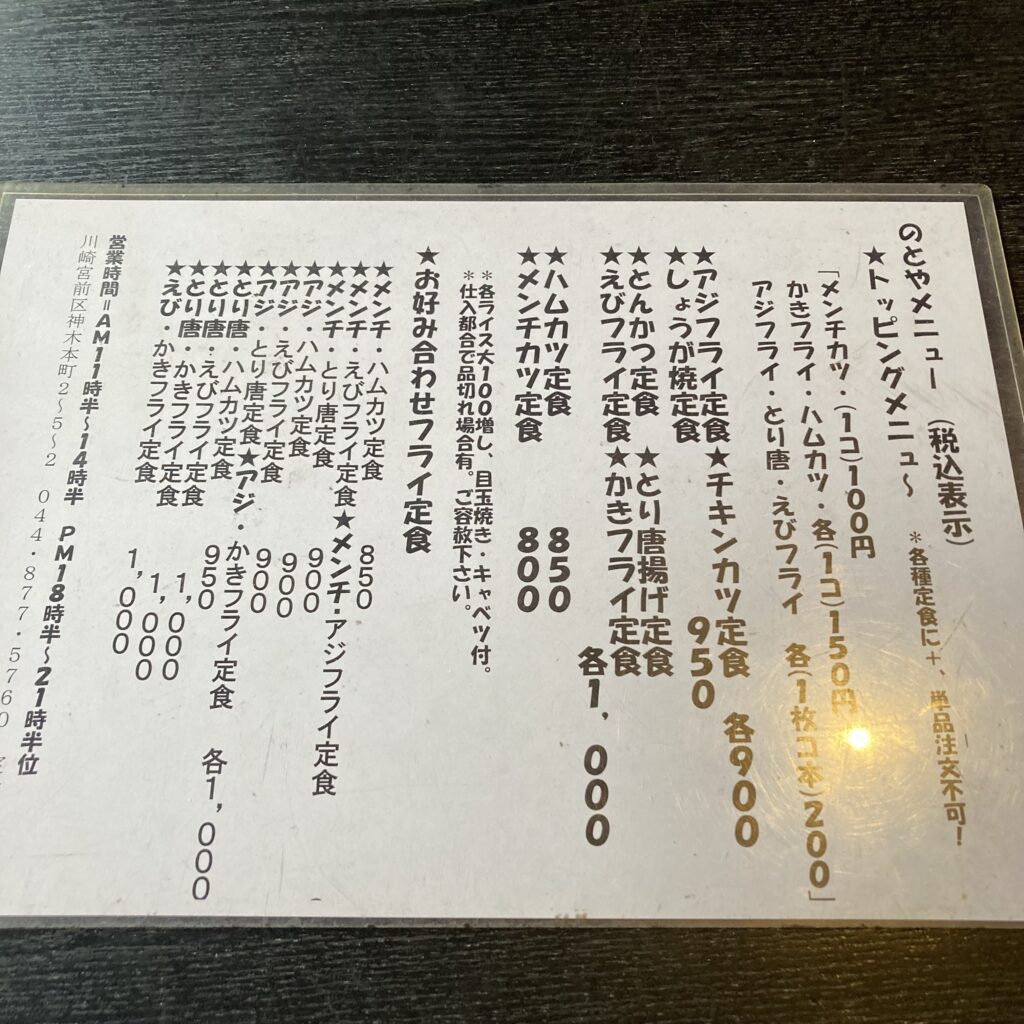 のとやメニュー (税込表示)
★トッピングメニュー〜 *各種定食に+、単品注文不可!
「メンチカツ・(1コ)100円
かきフライ・ハムカツ・各(1コ)150円
アジフライ・とり唐・えびフライ 各(1枚コ本)200」
★アジフライ定食★チキンカツ定食 各900
★しょうが焼定食 950
★とんかつ定食 ★とり唐揚げ定食
★えびフライ定食★かきフライ定食 各1,000
★ハムカツ定食 850
★メンチカツ定食 800
*各ライス大100増し、目玉焼き・キャベツ付。
*仕入都合で品切れ場合有。ご容赦下さい。
★お好み合わせフライ定食
★メンチ・ハムカツ定食 850
★メンチ・えびフライ定食★メンチ・アジフライ定食
★メンチ・とり唐定食 900
★アジ・ハムカツ定食 900
★アジ・えびフライ定食 900
★アジ・とり唐定食★アジ・かきフライ定食 各1,000
★とり唐・ハムカツ定食 950
★とり唐・えびフライ定食 1,000
★とり唐・かきフライ定食 1,000
★えび・かきフライ定食 1,000
営業時間=AM11時半〜14時半 PM18時半〜21時半位
川崎宮前区神木本町2〜5〜2 044・877・5760